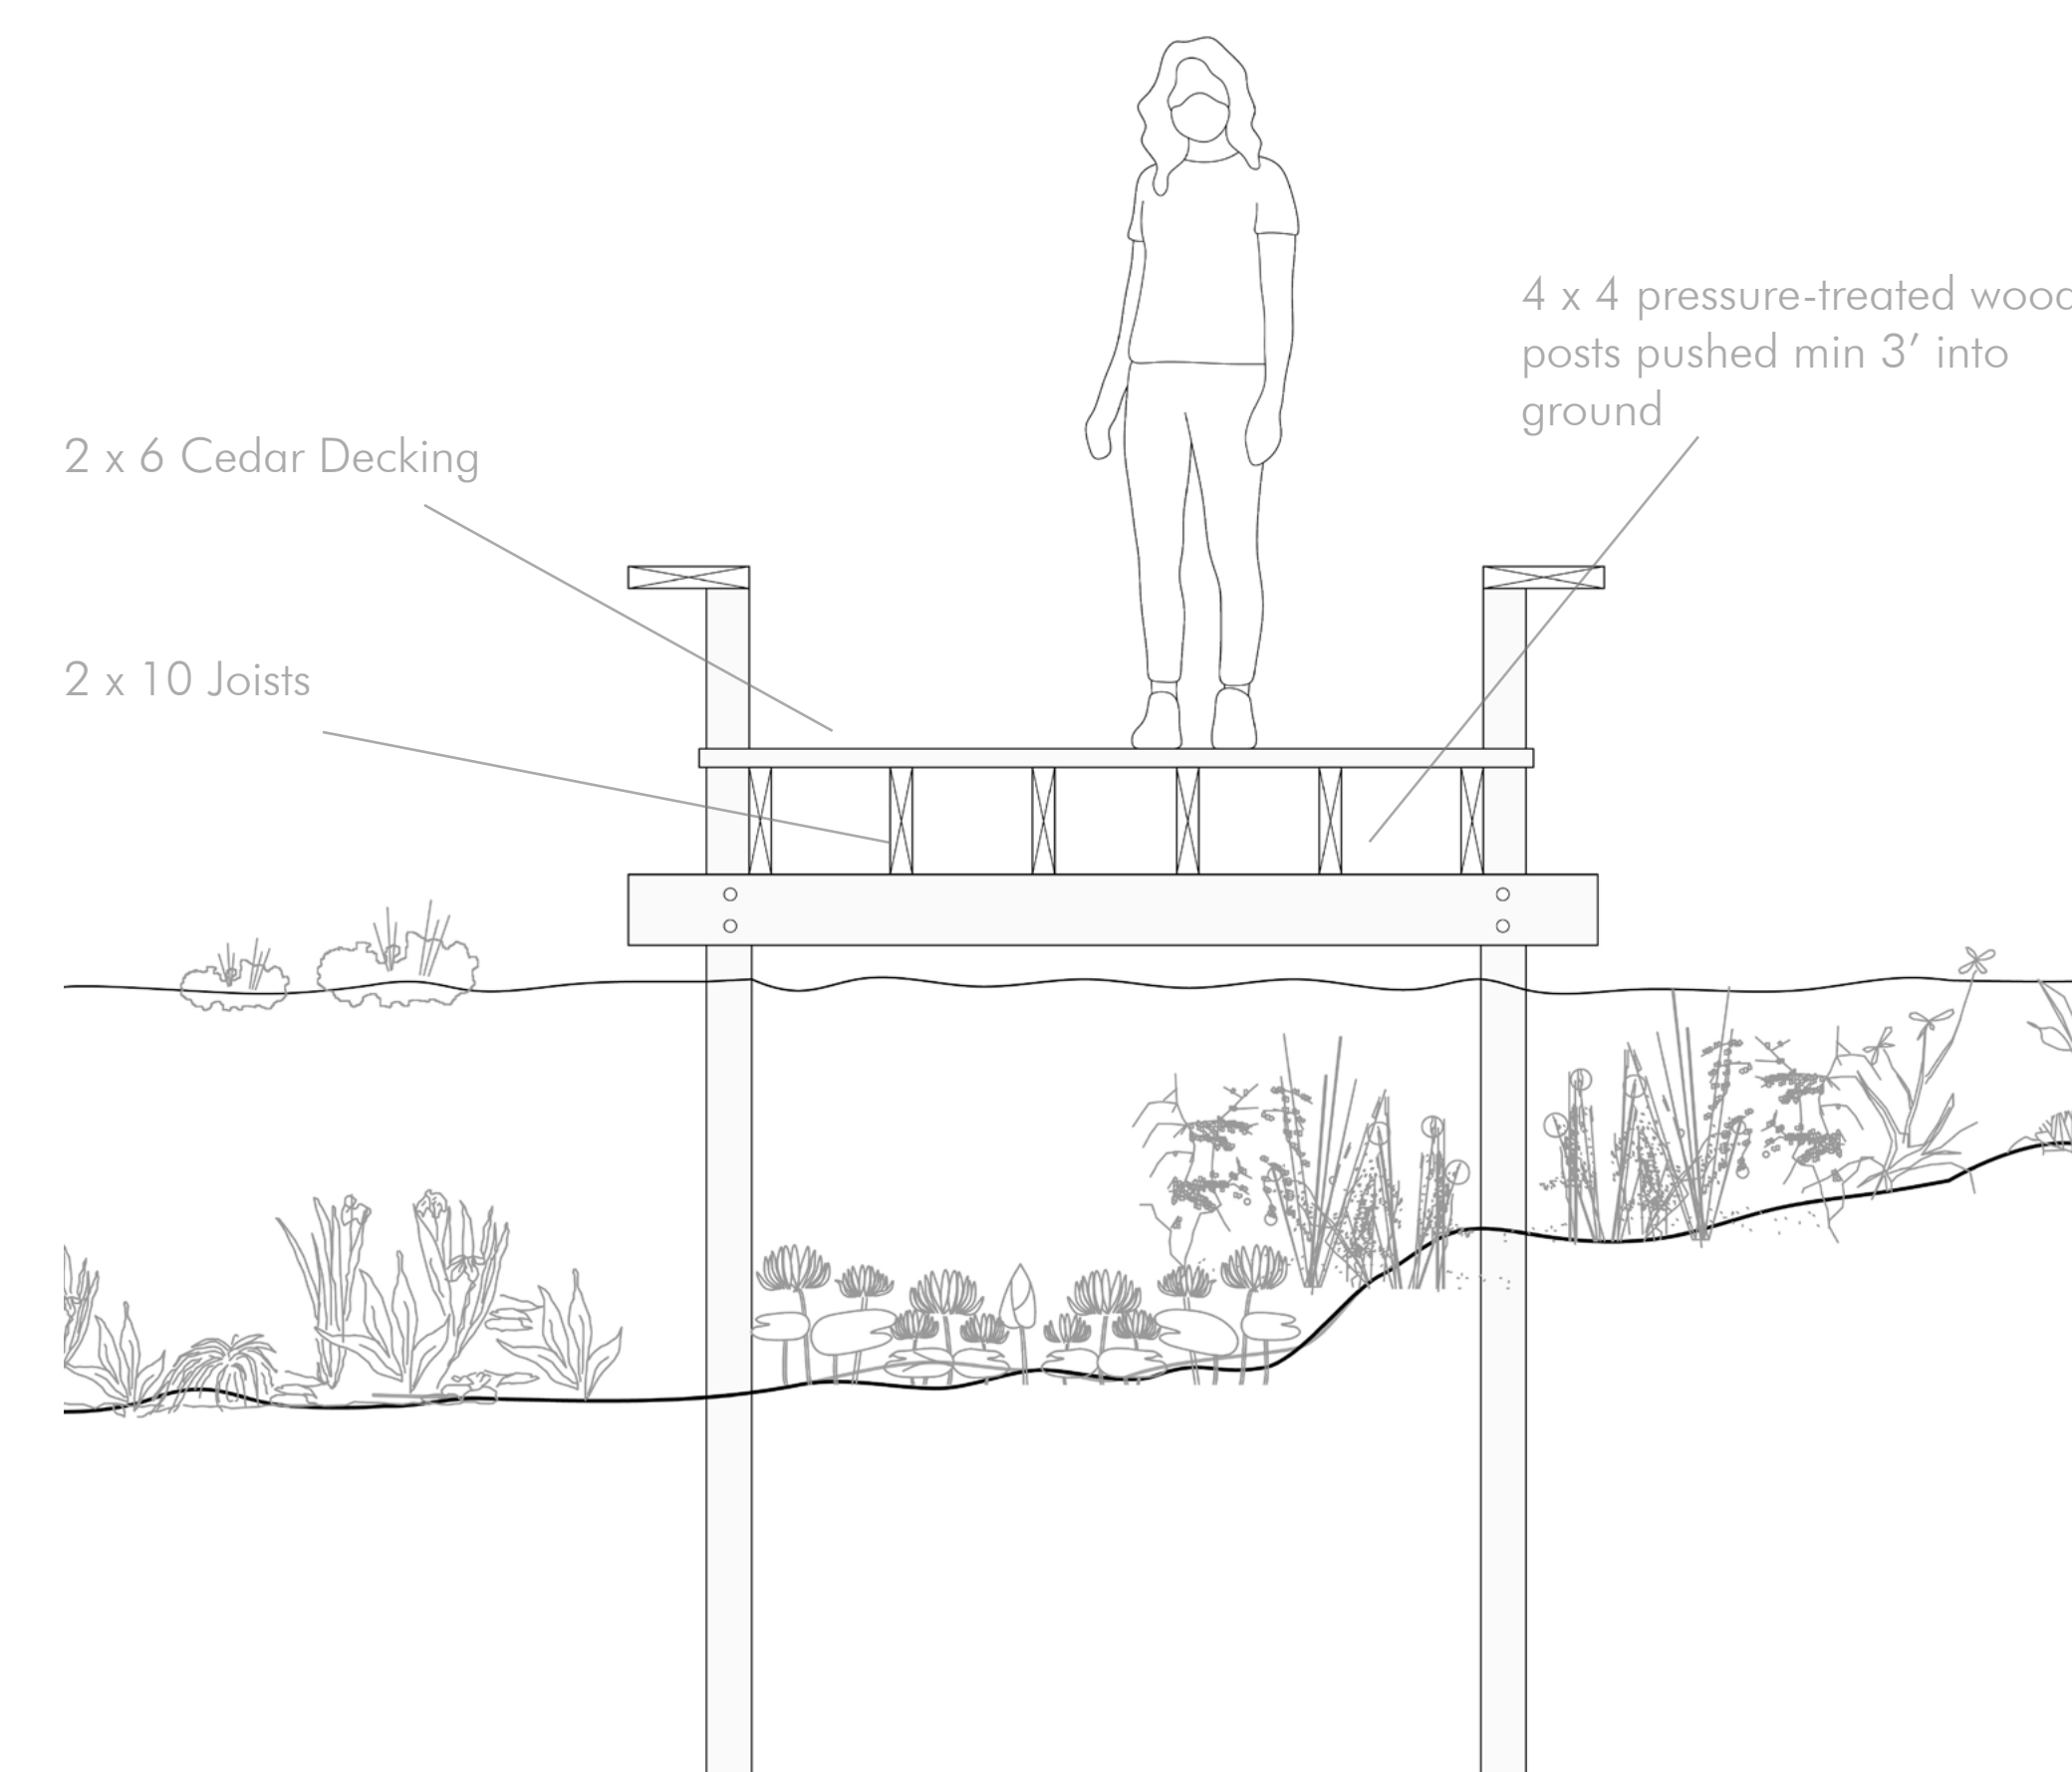 4 x 4 pressure-treated wood
posts pushed min 3’ into
ground
2 x 6 Cedar Decking
2 x 10 Joists